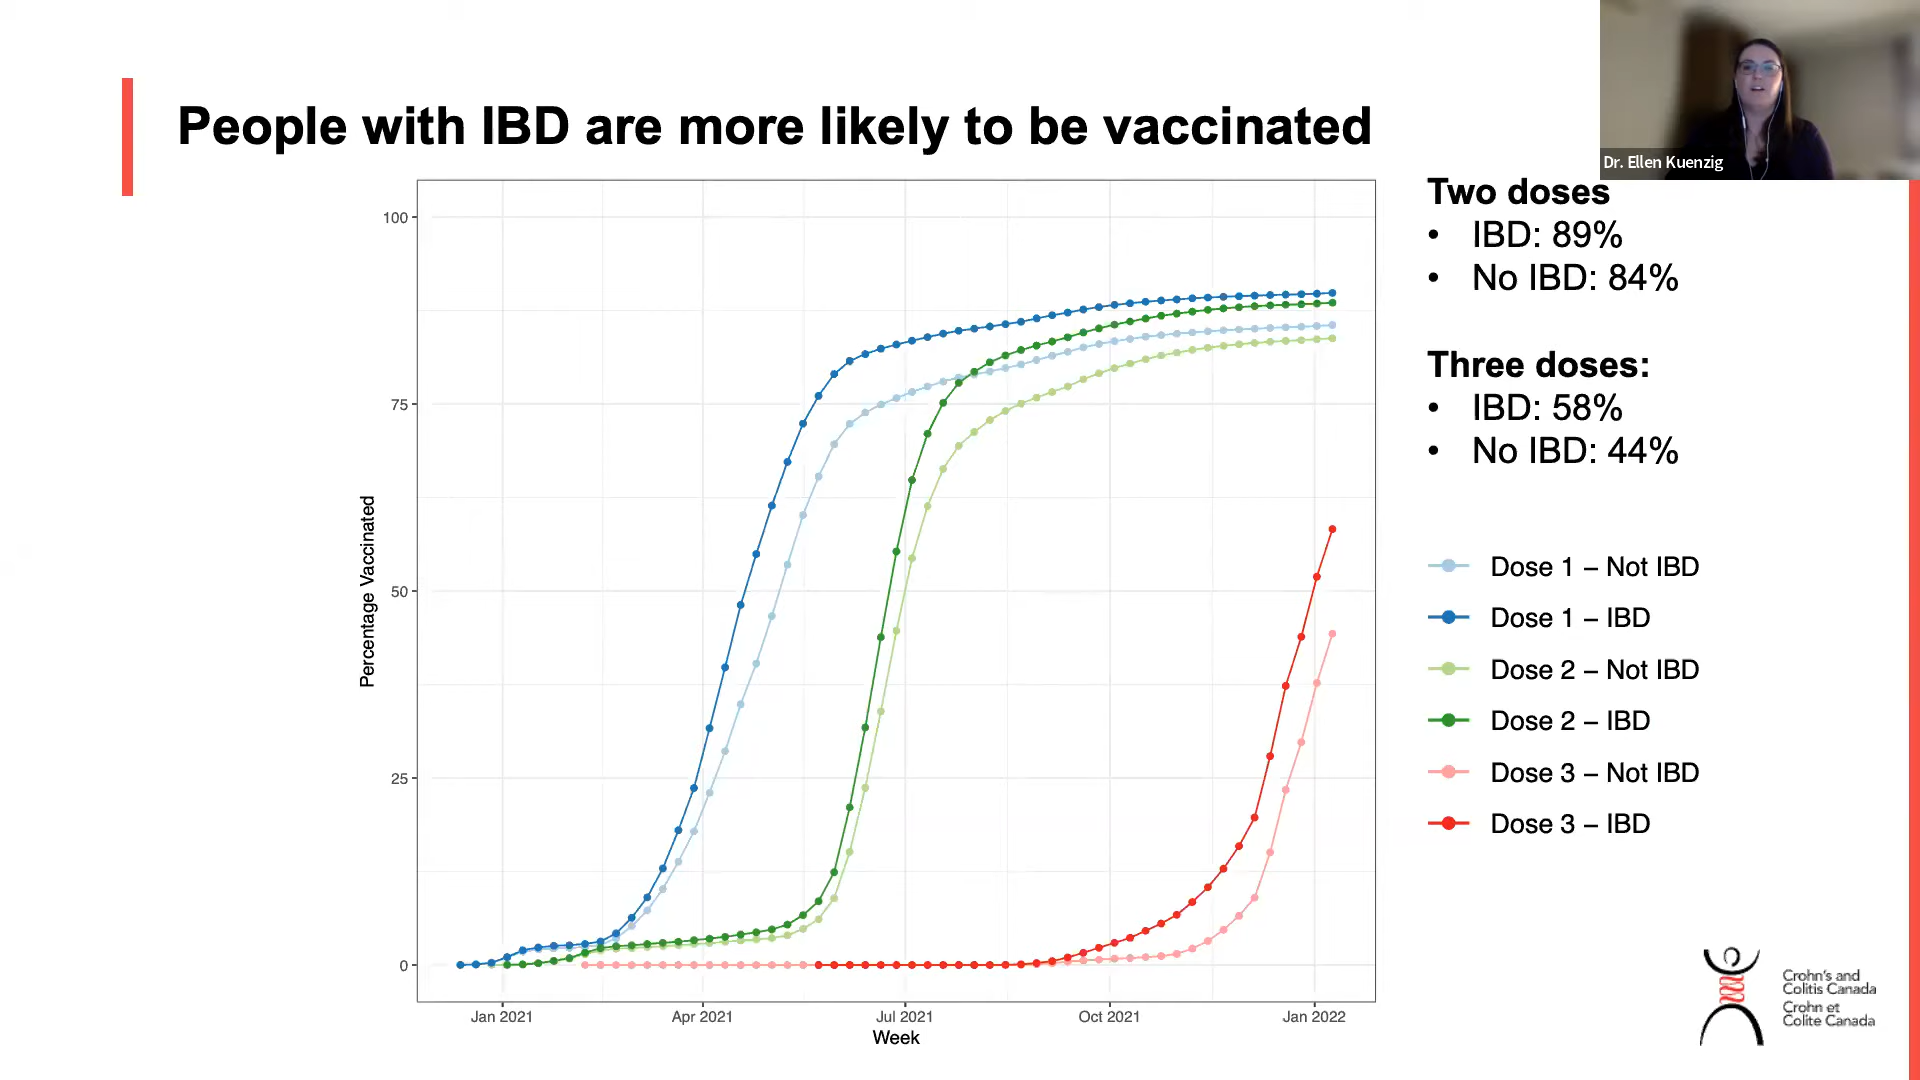 People with IBD are more likely to be vaccinated
Dr. Ellen Kuenzig
Two doses
• IBD: 89%
• No IBD: 84%
Three doses:
• IBD: 58%
• No IBD: 44%
Dose 1 – Not IBD
Dose 1 – IBD
Dose 2 – Not IBD
Dose 2 – IBD
Dose 3 – Not IBD
Dose 3 – IBD
Percentage Vaccinated
100
75
50
25
0
Jan 2021
Apr 2021
Jul 2021
Oct 2021
Jan 2022
Week
Crohn's and
Colitis Canada
Crohn et
Colite Canada